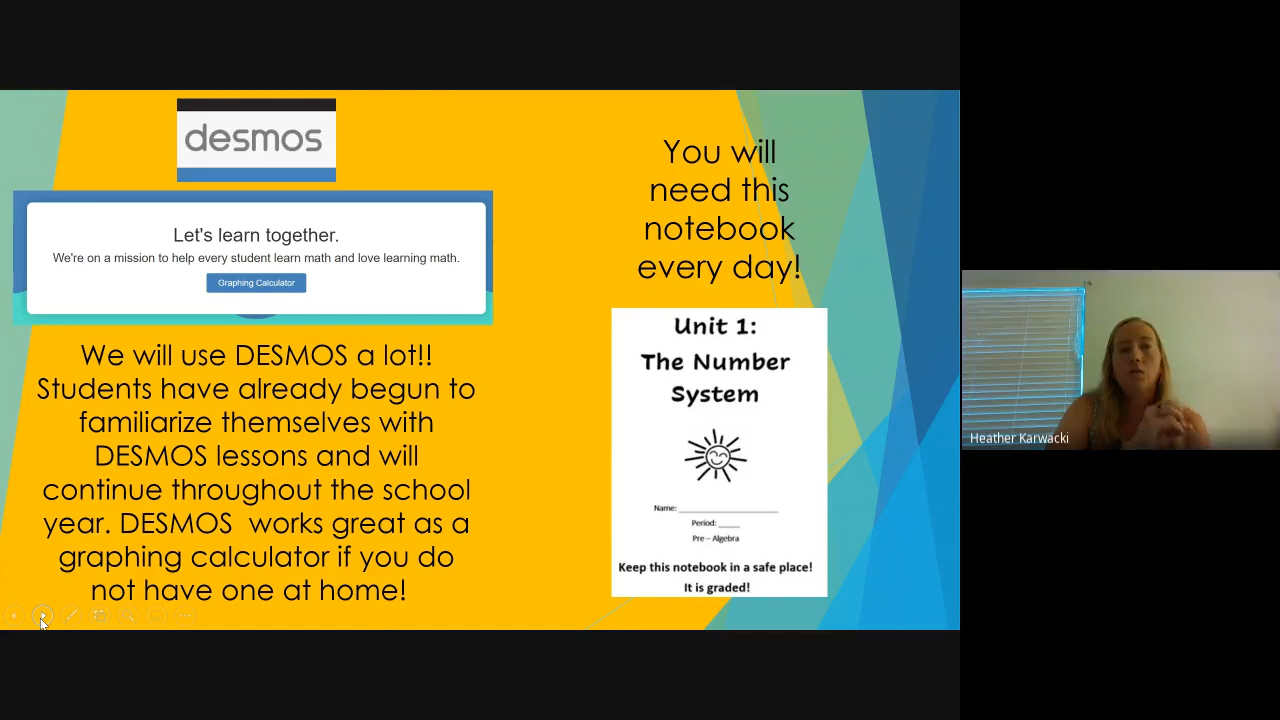 desmos
Let's learn together.
We're on a mission to help every student learn math and love learning math.
Graphing Calculator
We will use DESMOS a lot!!
Students have already begun to
familiarize themselves with
DESMOS lessons and will
continue throughout the school
year. DESMOS  works great as a
graphing calculator if you do
not have one at home!
You will
need this
notebook
every day!
Unit 1:
The Number
System
Name: ____________________
Period: _____
Pre – Algebra
Keep this notebook in a safe place!
It is graded!
Heather Karwacki